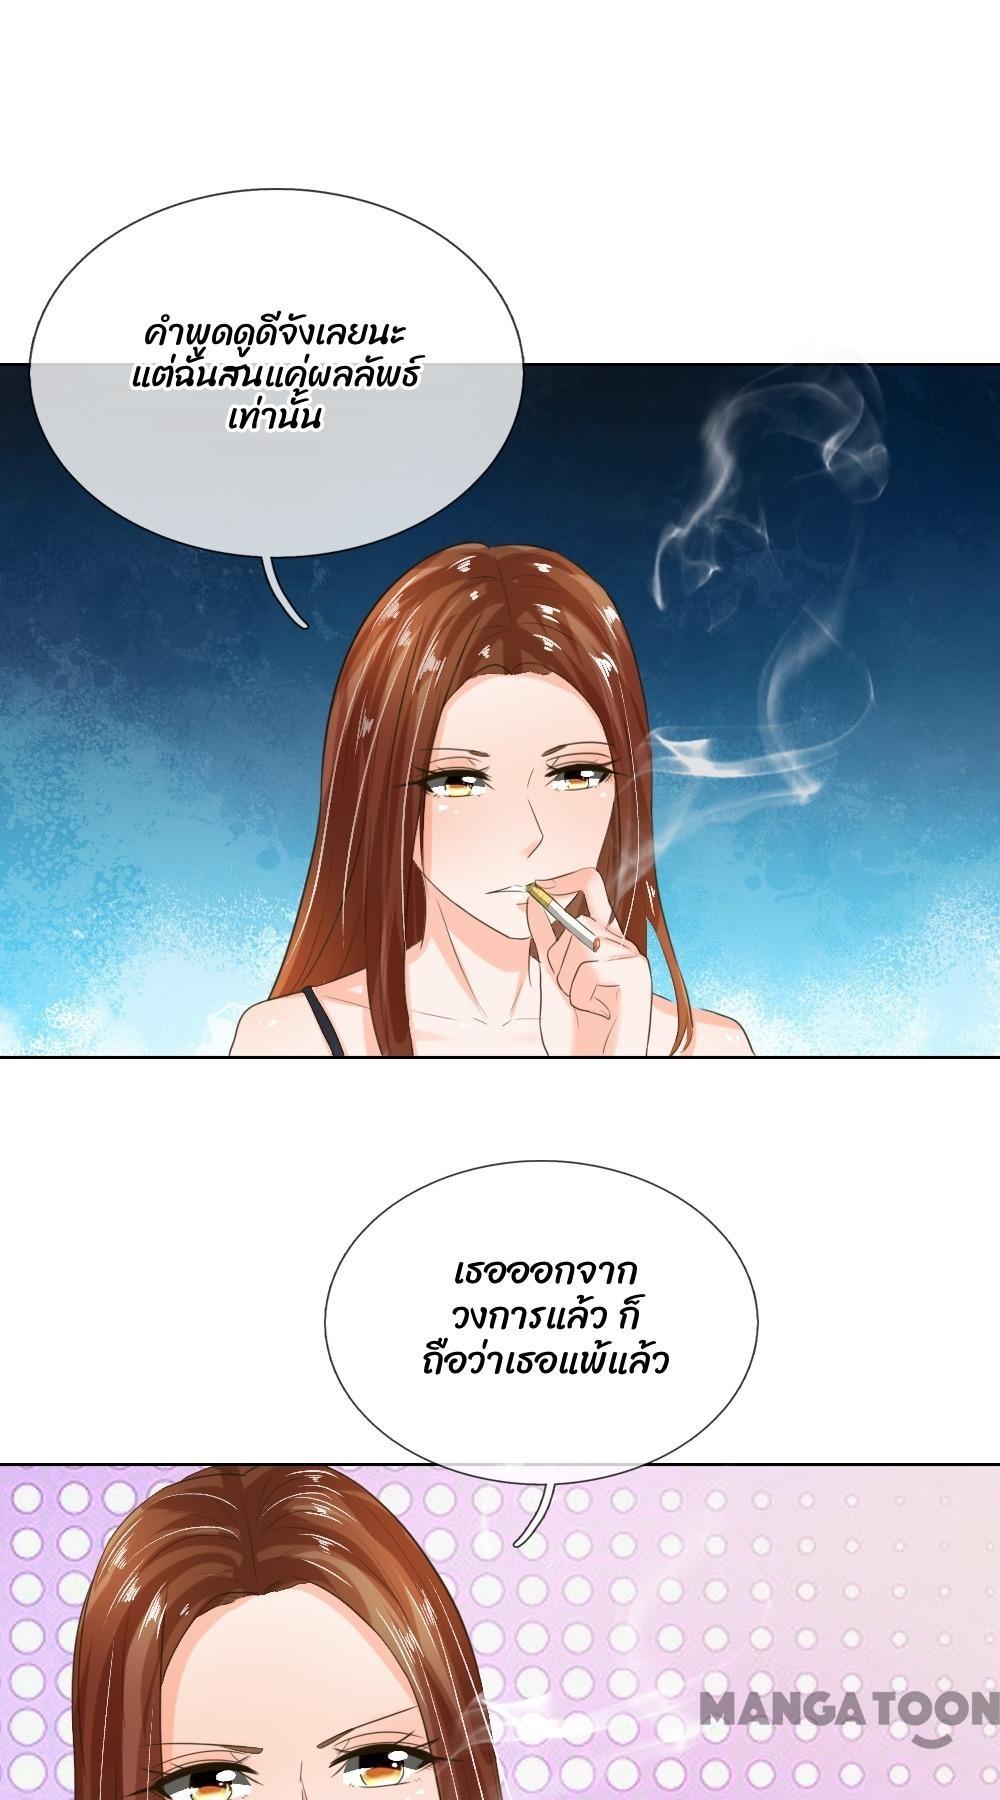 คำพูดดูดีจังเลยนะ
แต่ฉันสนแค่ผลลัพธ์
เท่านั้น
เธอออกจาก
วงการแล้ว ก็
ถือว่าเธอแพ้แล้ว
MANGATOON